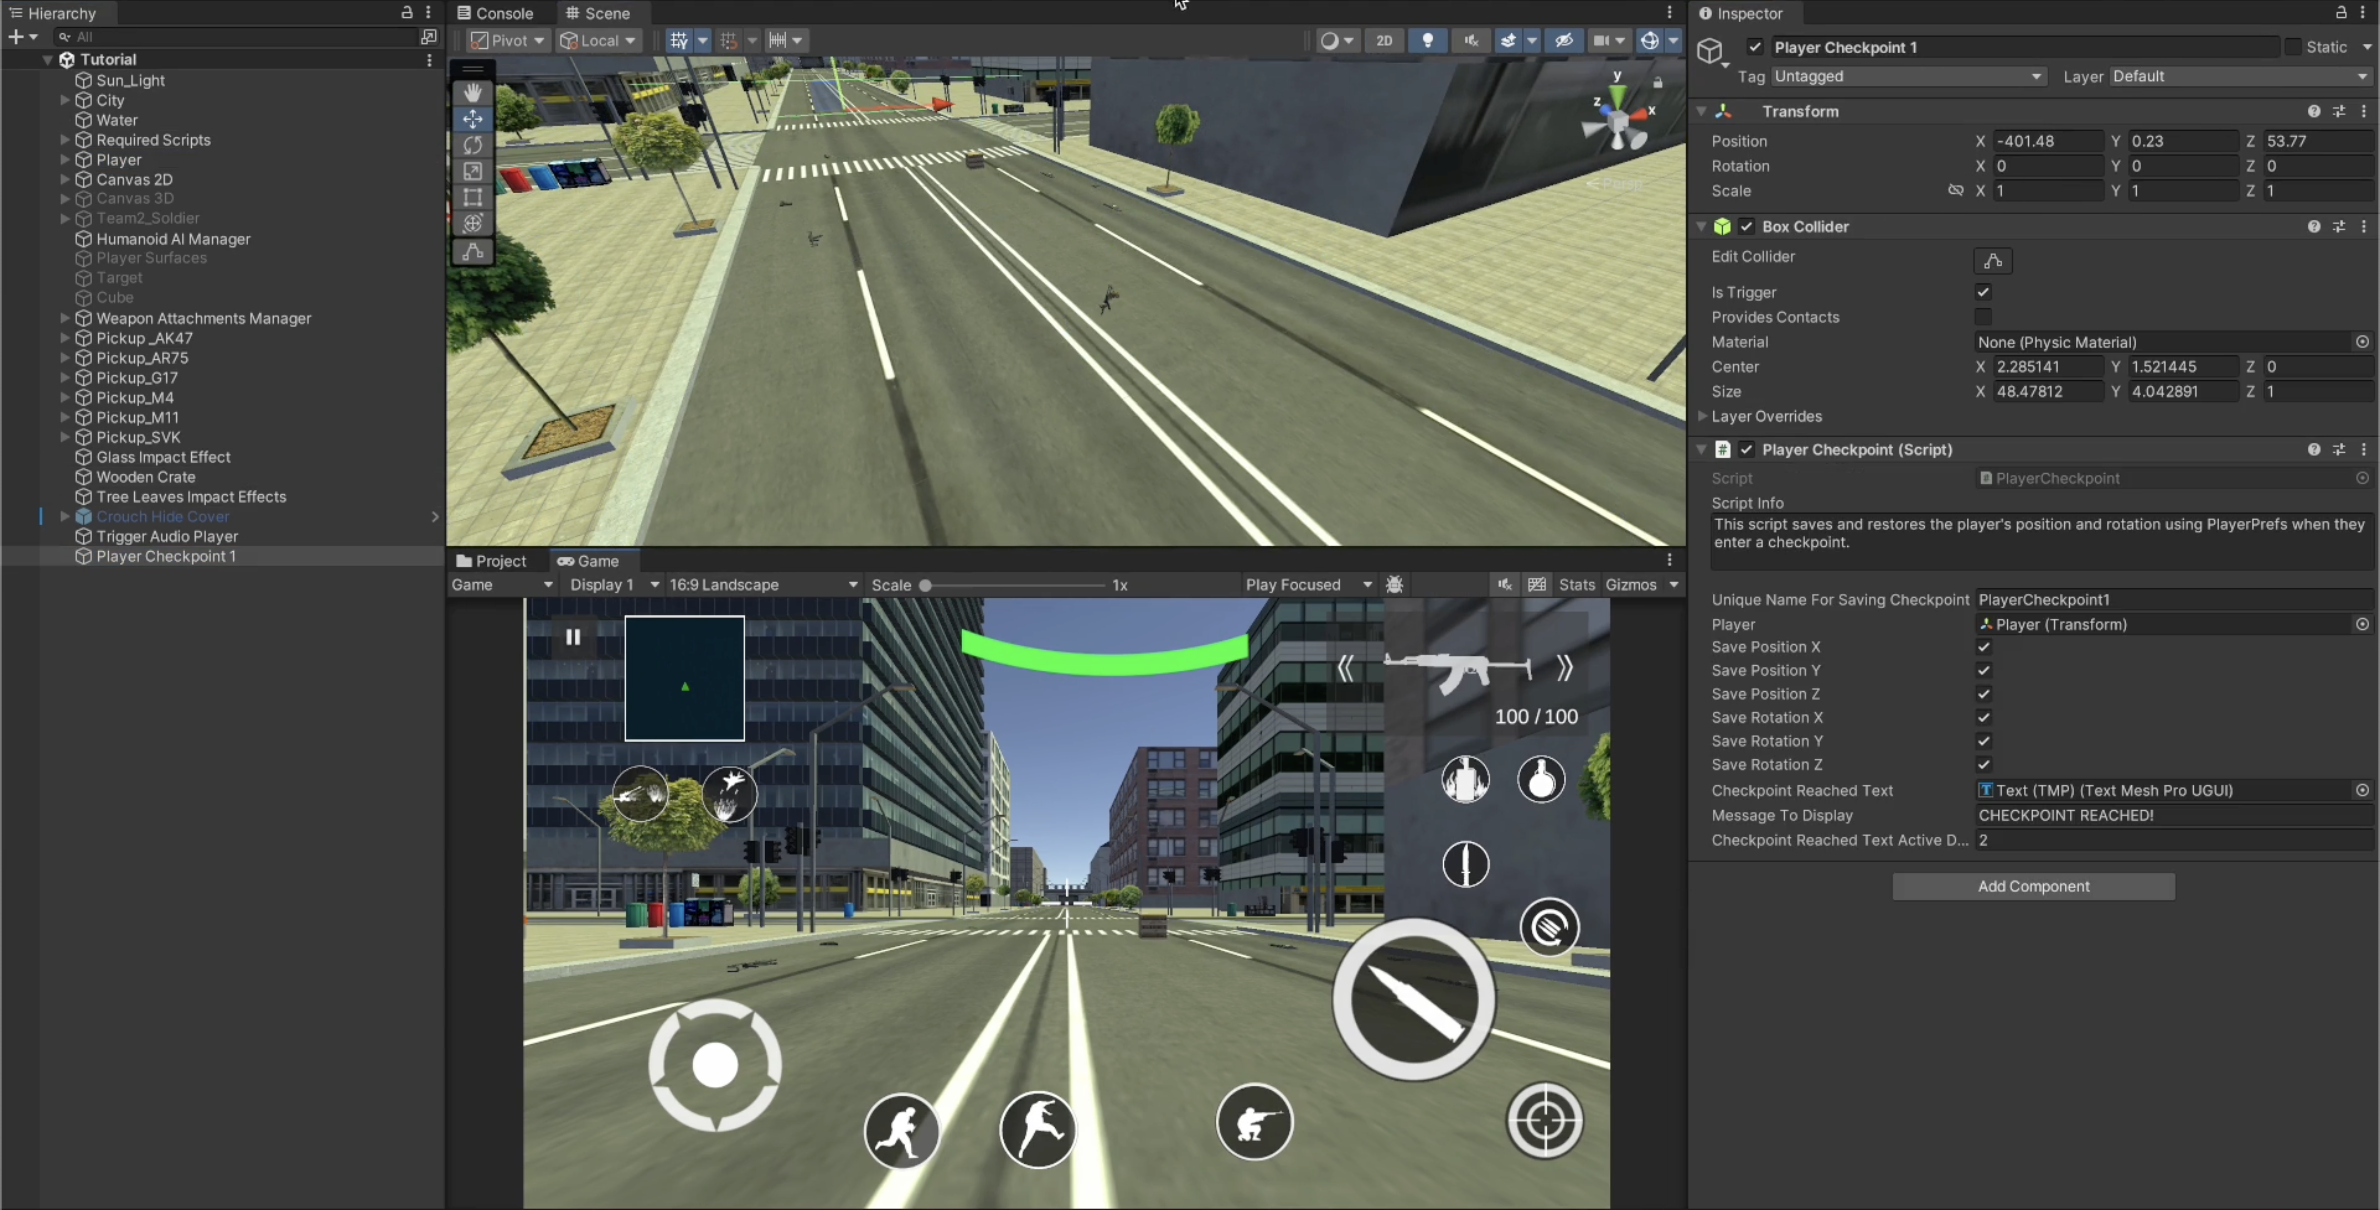 Hierarchy
All
Tutorial
Sun_Light
City
Water
Required Scripts
Player
Canvas 2D
Canvas 3D
Team2_Soldier
Humanoid AI Manager
Player Surfaces
Target
Cube
Weapon Attachments Manager
Pickup _AK47
Pickup_AR75
Pickup_G17
Pickup_M4
Pickup_M11
Pickup_SVK
Glass Impact Effect
Wooden Crate
Tree Leaves Impact Effects
Crouch Hide Cover
Trigger Audio Player
Player Checkpoint 1
Console Scene
Pivot Local 2D
y
z x
Persp
Project Game
Game Display 1 16:9 Landscape Scale 1x Play Focused Stats Gizmos
100 / 100
Inspector
Player Checkpoint 1 Static
Tag Untagged Layer Default
Transform
Position X -401.48 Y 0.23 Z 53.77
Rotation X 0 Y 0 Z 0
Scale X 1 Y 1 Z 1
Box Collider
Edit Collider
Is Trigger
Provides Contacts
Material None (Physic Material)
Center X 2.285141 Y 1.521445 Z 0
Size X 48.47812 Y 4.042891 Z 1
Layer Overrides
# Player Checkpoint (Script)
Script PlayerCheckpoint
Script Info
This script saves and restores the player's position and rotation using PlayerPrefs when they
enter a checkpoint.
Unique Name For Saving Checkpoint PlayerCheckpoint1
Player Player (Transform)
Save Position X
Save Position Y
Save Position Z
Save Rotation X
Save Rotation Y
Save Rotation Z
Checkpoint Reached Text T Text (TMP) (Text Mesh Pro UGUI)
Message To Display CHECKPOINT REACHED!
Checkpoint Reached Text Active D... 2
Add Component